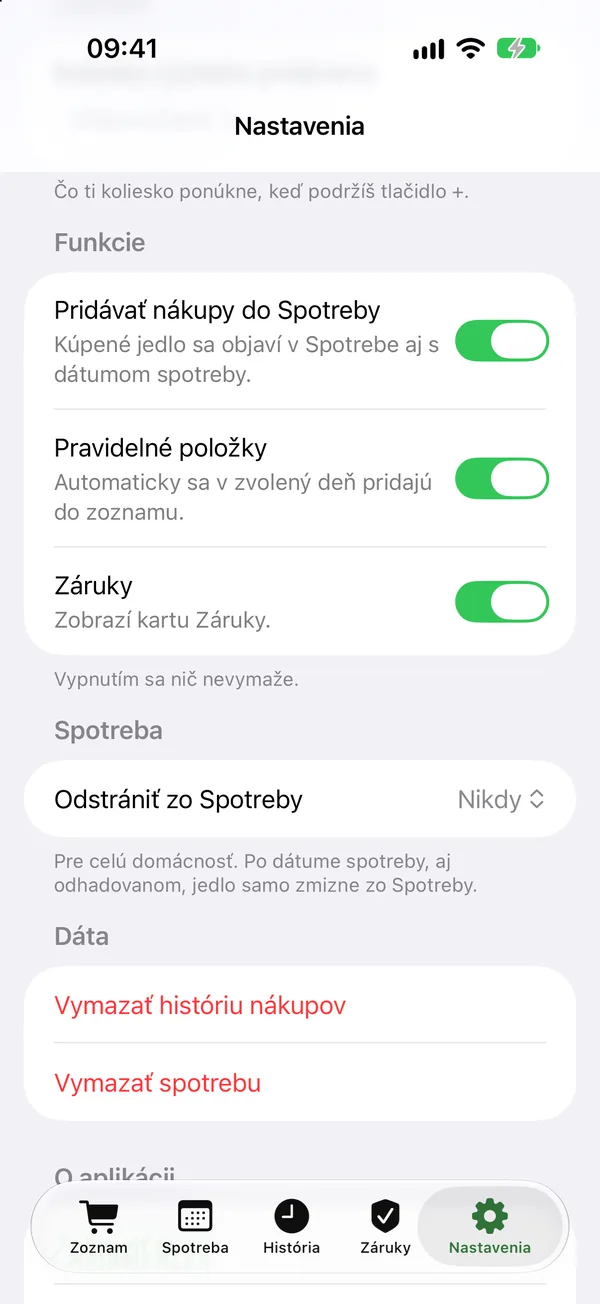 09:41
Nastavenia
Čo ti koliesko ponúkne, keď podržíš tlačidlo +.
Funkcie
Pridávať nákupy do Spotreby
Kúpené jedlo sa objaví v Spotrebe aj s
dátumom spotreby.
Pravidelné položky
Automaticky sa v zvolený deň pridajú
do zoznamu.
Záruky
Zobrazí kartu Záruky.
Vypnutím sa nič nevymaže.
Spotreba
Odstrániť zo Spotreby
Nikdy
Pre celú domácnosť. Po dátume spotreby, aj
odhadovanom, jedlo samo zmizne zo Spotreby.
Dáta
Vymazať históriu nákupov
Vymazať spotrebu
O aplikácii
Zoznam
Spotreba
História
Záruky
Nastavenia